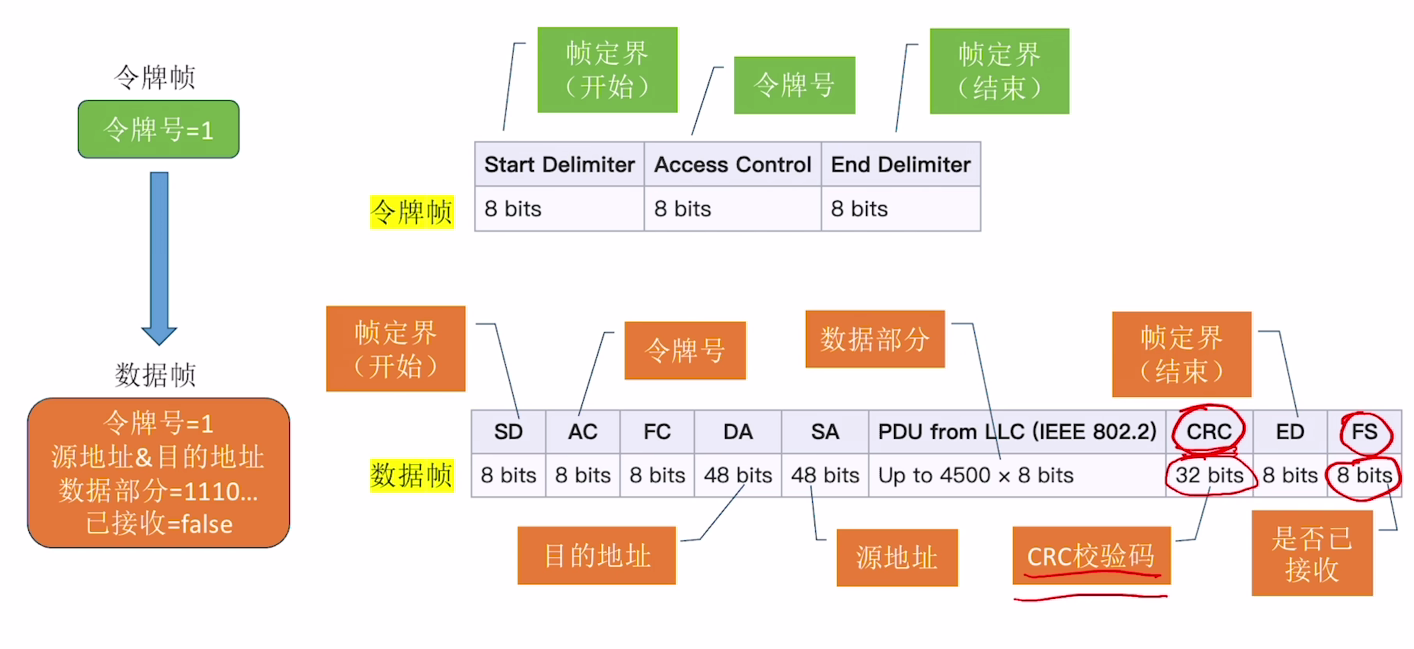 令牌帧
令牌号=1
数据帧
令牌号=1
源地址&目的地址
数据部分=1110...
已接收=false
帧定界
（开始）
令牌号
帧定界
（结束）
Start Delimiter Access Control End Delimiter
令牌帧 8 bits 8 bits 8 bits
帧定界
（开始）
令牌号
数据部分
帧定界
（结束）
SD AC FC DA SA PDU from LLC (IEEE 802.2) CRC ED FS
数据帧 8 bits 8 bits 8 bits 48 bits 48 bits Up to 4500 × 8 bits 32 bits 8 bits 8 bits
目的地址
源地址
CRC校验码
是否已
接收